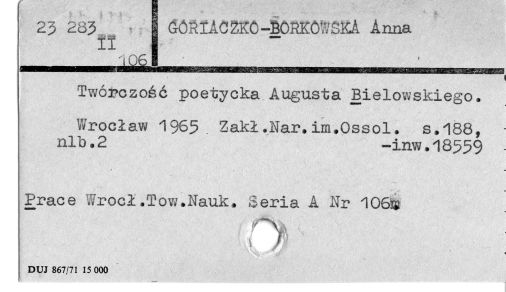 23 283 GÓRIACZKO-BORKOWSKA Anna
II
106
Twórczość poetycka Augusta Bielowskiego.
Wrocław 1965 Zakł.Nar.im.Ossol. s.188,
nlb.2 -inw.18559
Prace Wrocł.Tow.Nauk. Seria A Nr 106
DUJ 867/71 15 000